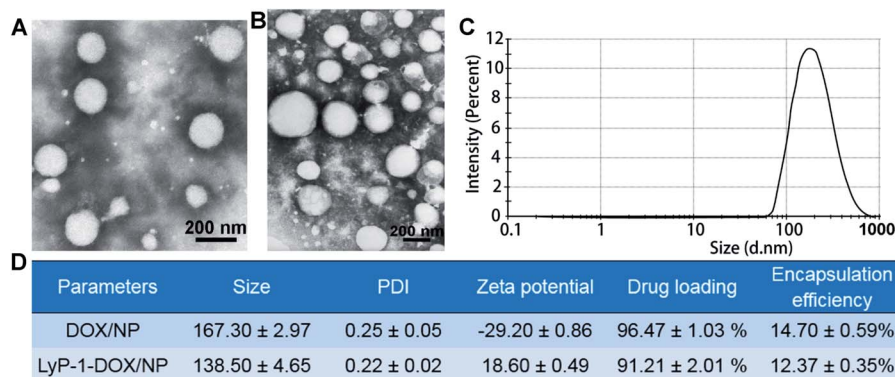 A
200 nm
B
200 nm
C
Intensity (Percent)
12
10
8
6
4
2
0
0.1 1 10 100 1000
Size (d.nm)
D
Parameters Size PDI Zeta potential Drug loading Encapsulation efficiency
DOX/NP 167.30 ± 2.97 0.25 ± 0.05 -29.20 ± 0.86 96.47 ± 1.03 % 14.70 ± 0.59%
LyP-1-DOX/NP 138.50 ± 4.65 0.22 ± 0.02 18.60 ± 0.49 91.21 ± 2.01 % 12.37 ± 0.35%